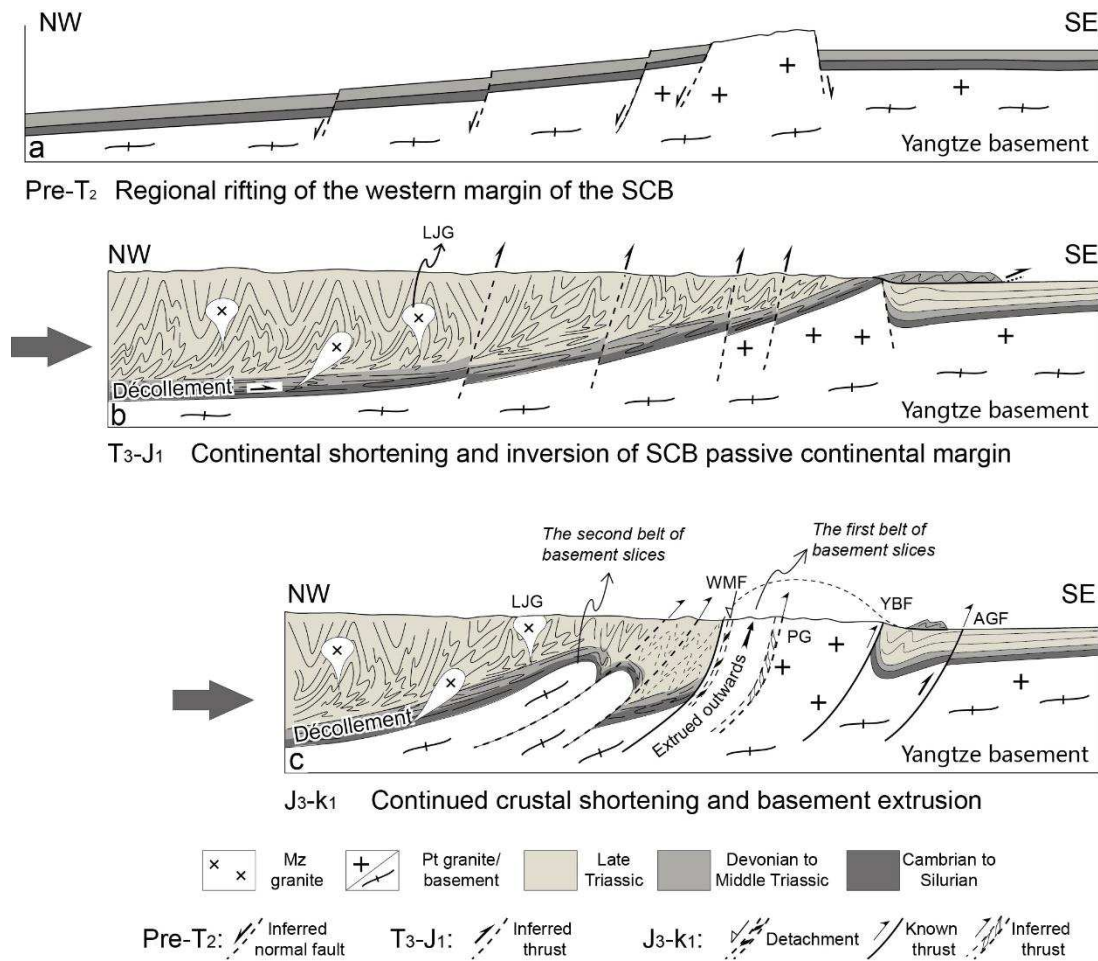 NW SE
a Yangtze basement
Pre-T₂ Regional rifting of the western margin of the SCB
LJG
NW SE
Décollement
b Yangtze basement
T₃-J₁ Continental shortening and inversion of SCB passive continental margin
The second belt of
basement slices
The first belt of
basement slices
NW SE
LJG WMF YBF AGF
PG
Extrued outwards
Décollement
c Yangtze basement
J₃-k₁ Continued crustal shortening and basement extrusion
Mz
granite
Pt granite/
basement
Late
Triassic
Devonian to
Middle Triassic
Cambrian to
Silurian
Pre-T₂: Inferred
normal fault
T₃-J₁: Inferred
thrust
J₃-k₁: Detachment
Known
thrust
Inferred
thrust